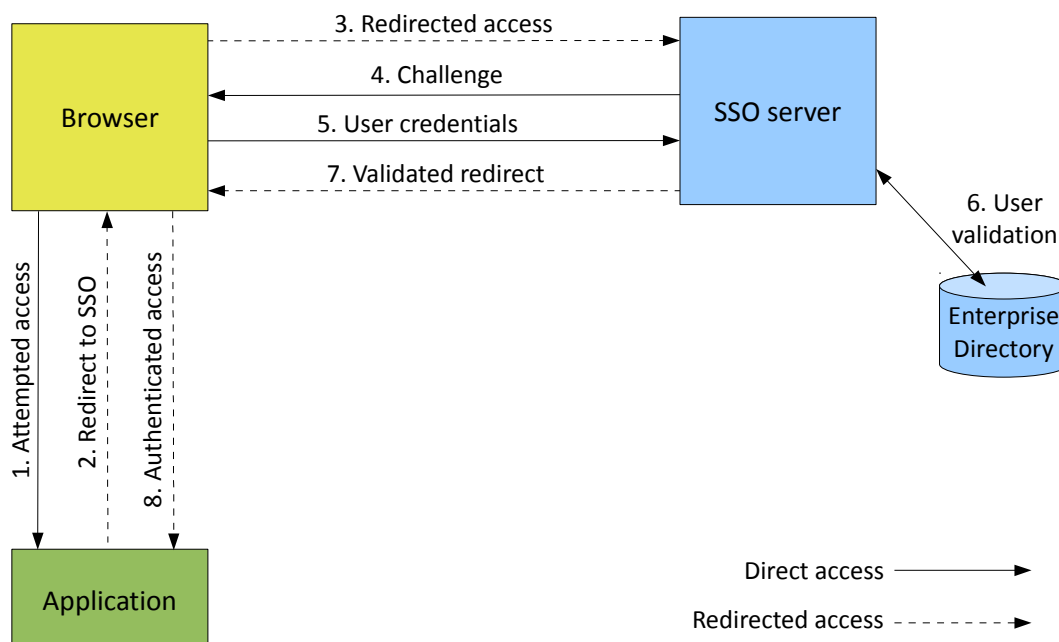 3. Redirected access
4. Challenge
Browser
SSO server
5. User credentials
7. Validated redirect
6. User
validation
1. Attempted access
2. Redirect to SSO
8. Authenticated access
Enterprise
Directory
Application
Direct access
Redirected access